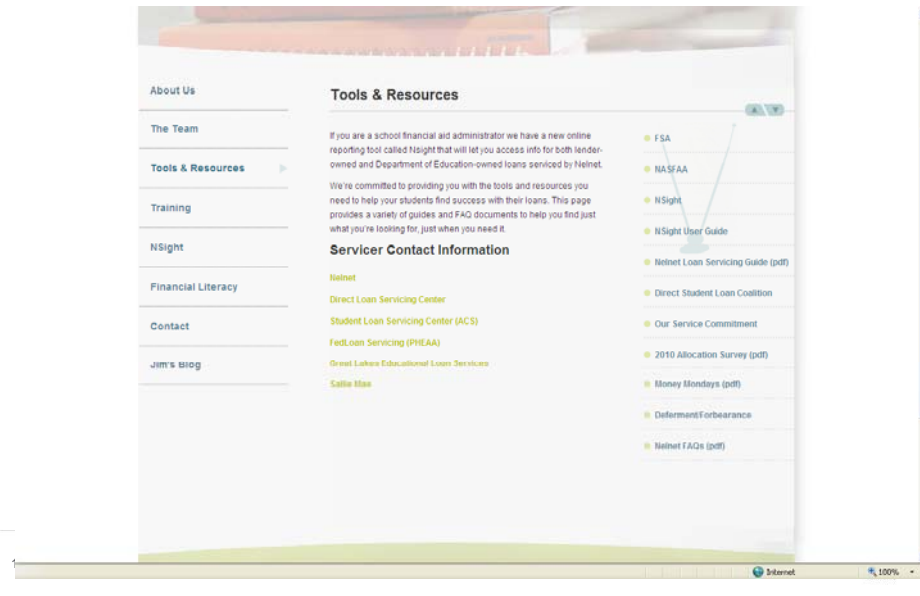 About Us
The Team
Tools & Resources
Training
NSight
Financial Literacy
Contact
Jim's Blog
Tools & Resources
If you are a school financial aid administrator we have a new online
reporting tool called Nsight that will let you access info for both lender-
owned and Department of Education-owned loans serviced by Nelnet.
We're committed to providing you with the tools and resources you
need to help your students find success with their loans. This page
provides a variety of guides and FAQ documents to help you find just
what you're looking for, just when you need it.
Servicer Contact Information
Nelnet
Direct Loan Servicing Center
Student Loan Servicing Center (ACS)
FedLoan Servicing (PHEAA)
Great Lakes Educational Loan Services
Sallie Mae
FSA
NASFAA
NSight
NSight User Guide
Nelnet Loan Servicing Guide (pdf)
Direct Student Loan Coalition
Our Service Commitment
2010 Allocation Survey (pdf)
Money Mondays (pdf)
Deferment/Forbearance
Nelnet FAQs (pdf)
Internet
100%